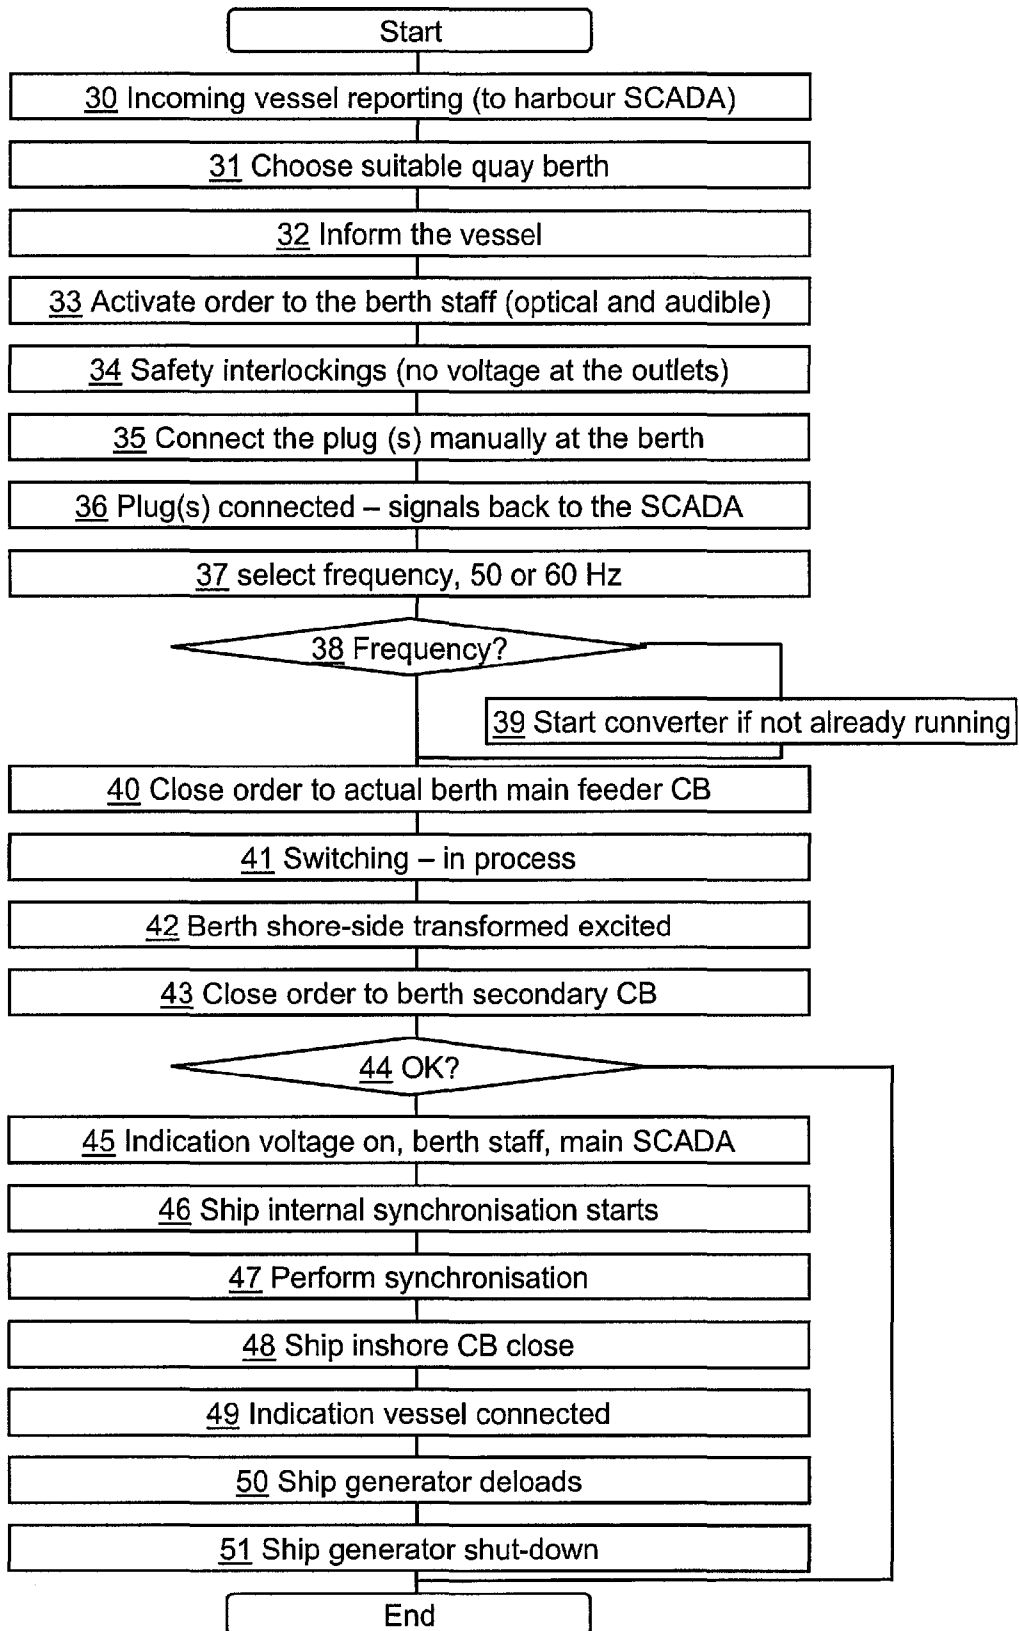 Start
30 Incoming vessel reporting (to harbour SCADA)
31 Choose suitable quay berth
32 Inform the vessel
33 Activate order to the berth staff (optical and audible)
34 Safety interlockings (no voltage at the outlets)
35 Connect the plug (s) manually at the berth
36 Plug(s) connected – signals back to the SCADA
37 select frequency, 50 or 60 Hz
38 Frequency?
39 Start converter if not already running
40 Close order to actual berth main feeder CB
41 Switching – in process
42 Berth shore-side transformed excited
43 Close order to berth secondary CB
44 OK?
45 Indication voltage on, berth staff, main SCADA
46 Ship internal synchronisation starts
47 Perform synchronisation
48 Ship inshore CB close
49 Indication vessel connected
50 Ship generator deloads
51 Ship generator shut-down
End